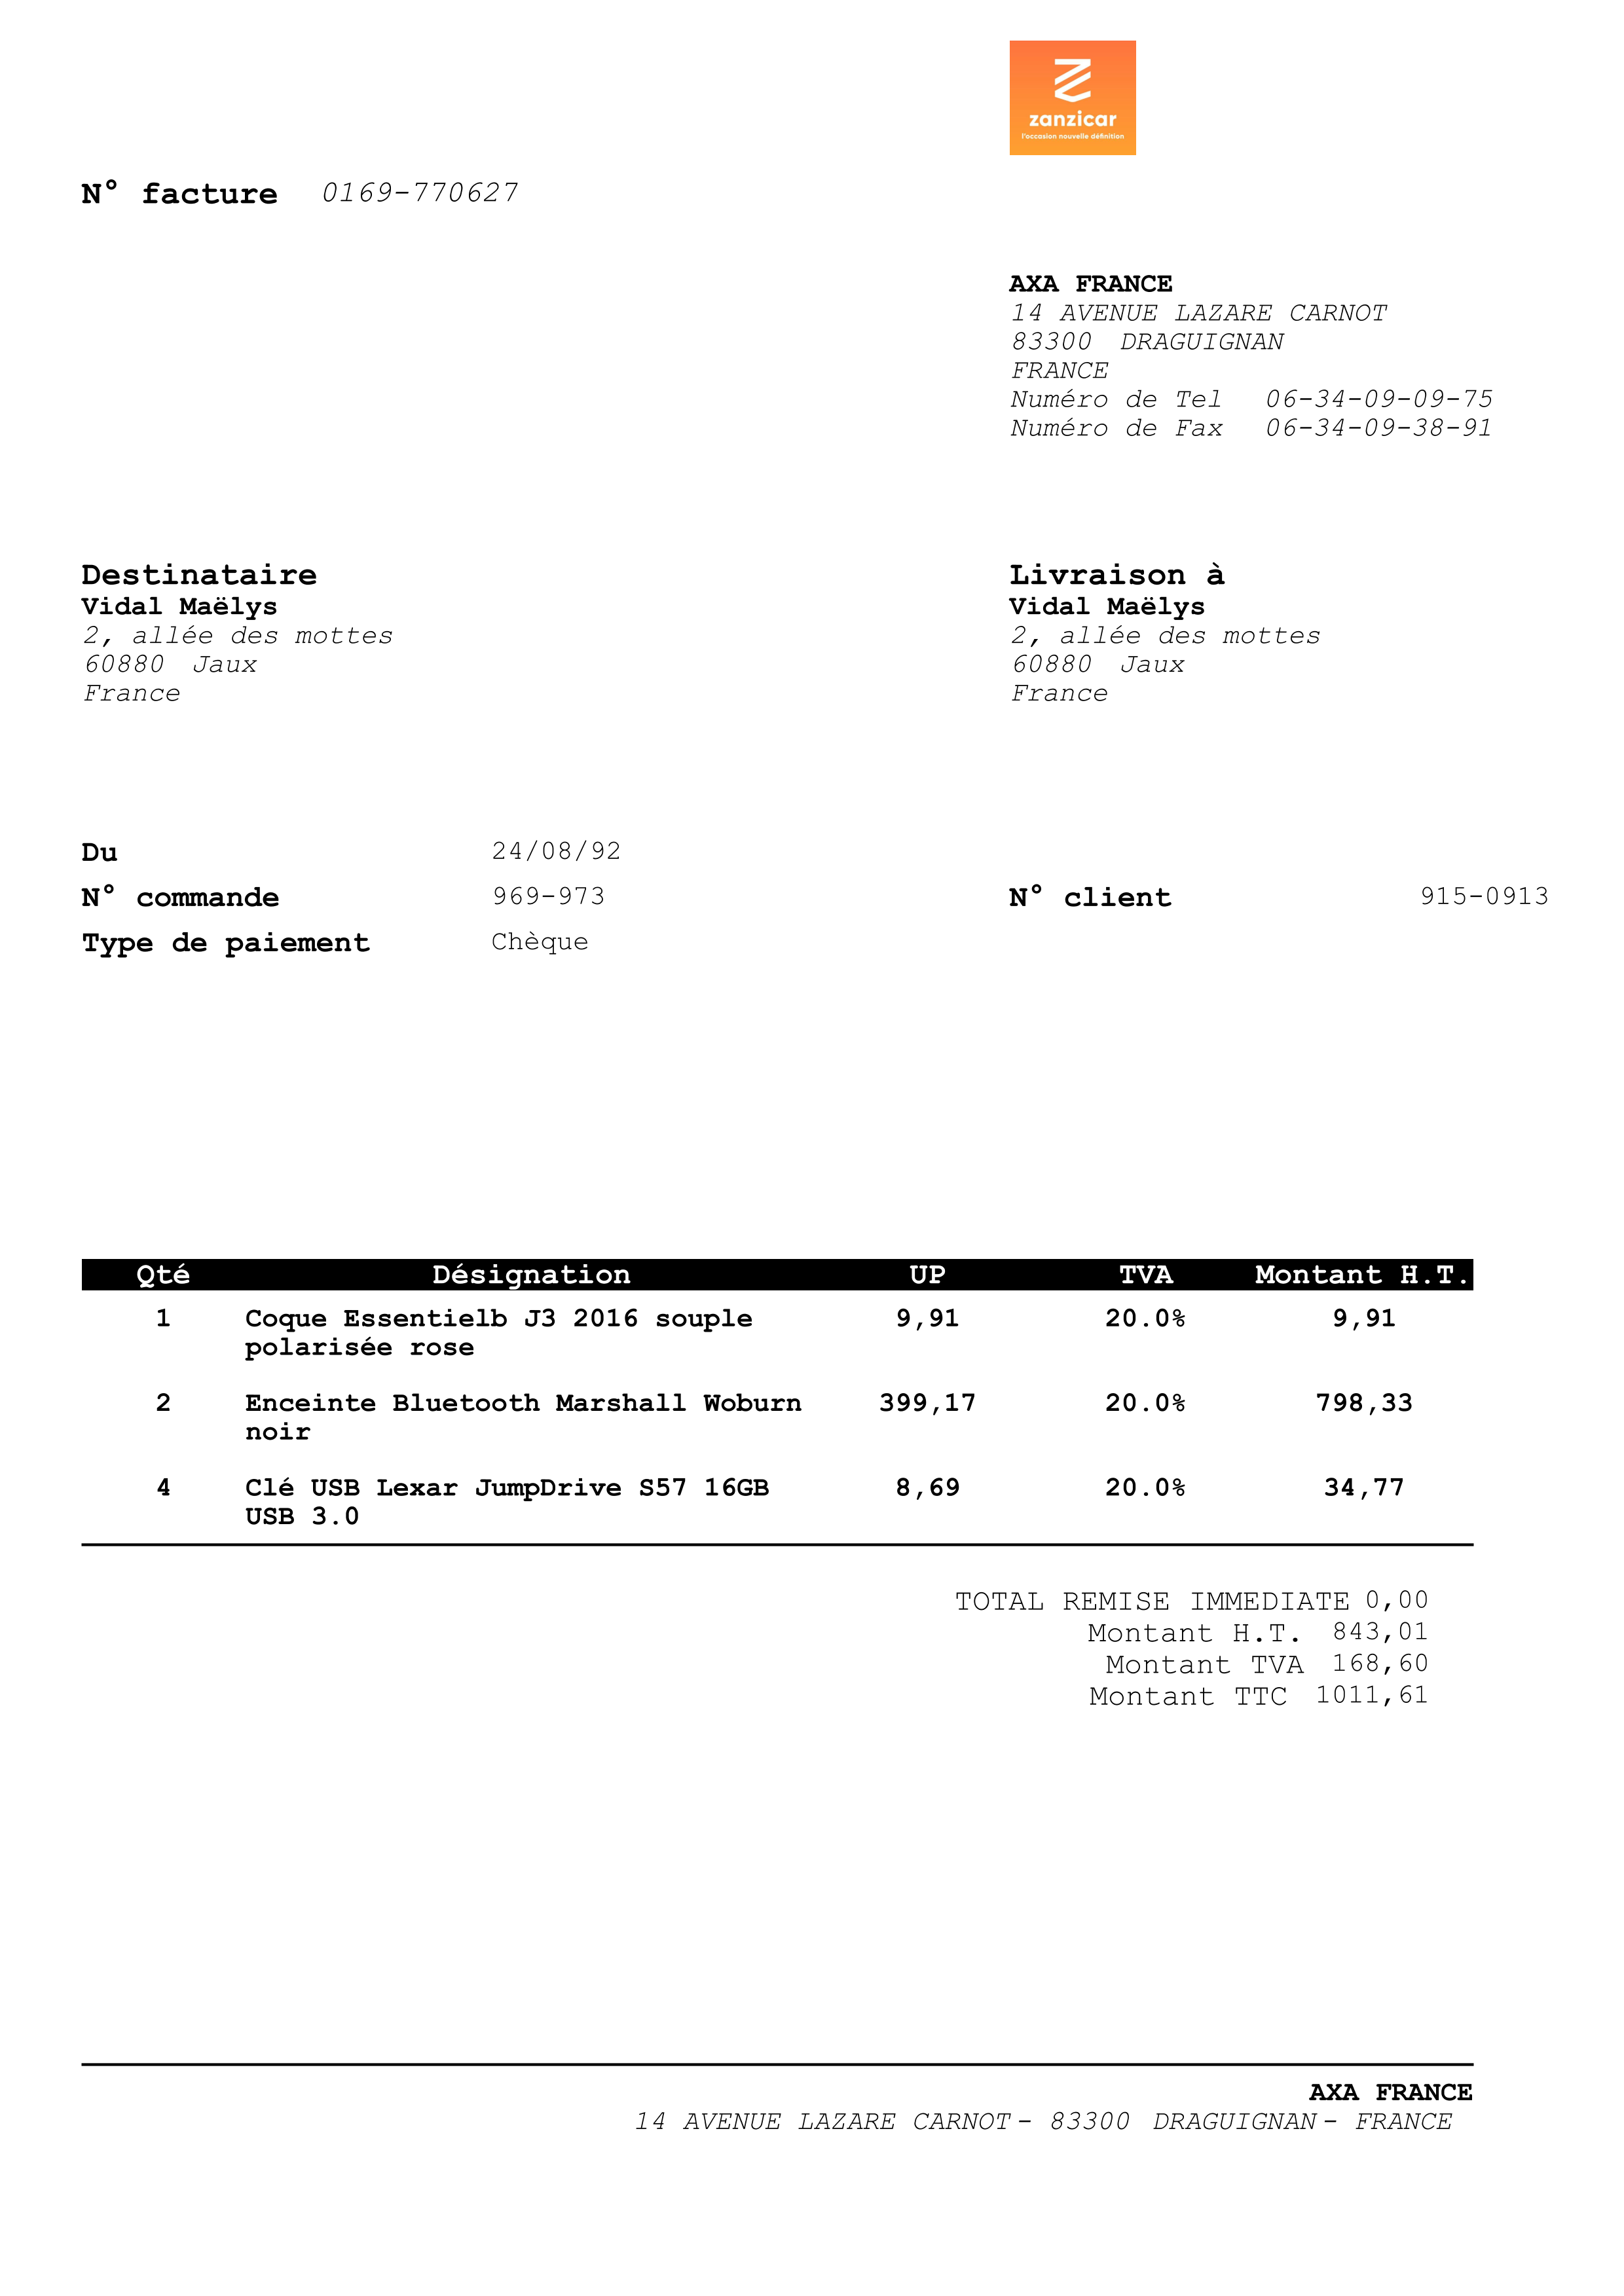 zanzicar
l'occasion nouvelle définition
N° facture 0169-770627
AXA FRANCE
14 AVENUE LAZARE CARNOT
83300 DRAGUIGNAN
FRANCE
Numéro de Tel 06-34-09-09-75
Numéro de Fax 06-34-09-38-91
Destinataire
Vidal Maëlys
2, allée des mottes
60880 Jaux
France
Livraison à
Vidal Maëlys
2, allée des mottes
60880 Jaux
France
Du 24/08/92
N° commande 969-973
N° client 915-0913
Type de paiement Chèque
Qté Désignation UP TVA Montant H.T.
1 Coque Essentielb J3 2016 souple 9,91 20.0% 9,91
polarisée rose
2 Enceinte Bluetooth Marshall Woburn 399,17 20.0% 798,33
noir
4 Clé USB Lexar JumpDrive S57 16GB 8,69 20.0% 34,77
USB 3.0
TOTAL REMISE IMMEDIATE 0,00
Montant H.T. 843,01
Montant TVA 168,60
Montant TTC 1011,61
AXA FRANCE
14 AVENUE LAZARE CARNOT - 83300 DRAGUIGNAN - FRANCE